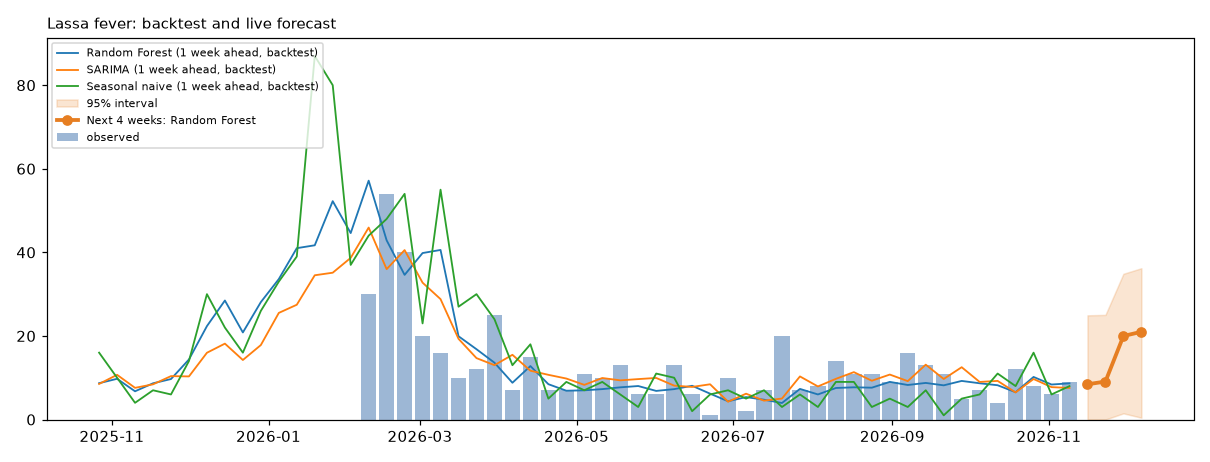 Lassa fever: backtest and live forecast
Random Forest (1 week ahead, backtest)
SARIMA (1 week ahead, backtest)
Seasonal naive (1 week ahead, backtest)
95% interval
Next 4 weeks: Random Forest
observed
80
60
40
20
0
2025-11
2026-01
2026-03
2026-05
2026-07
2026-09
2026-11